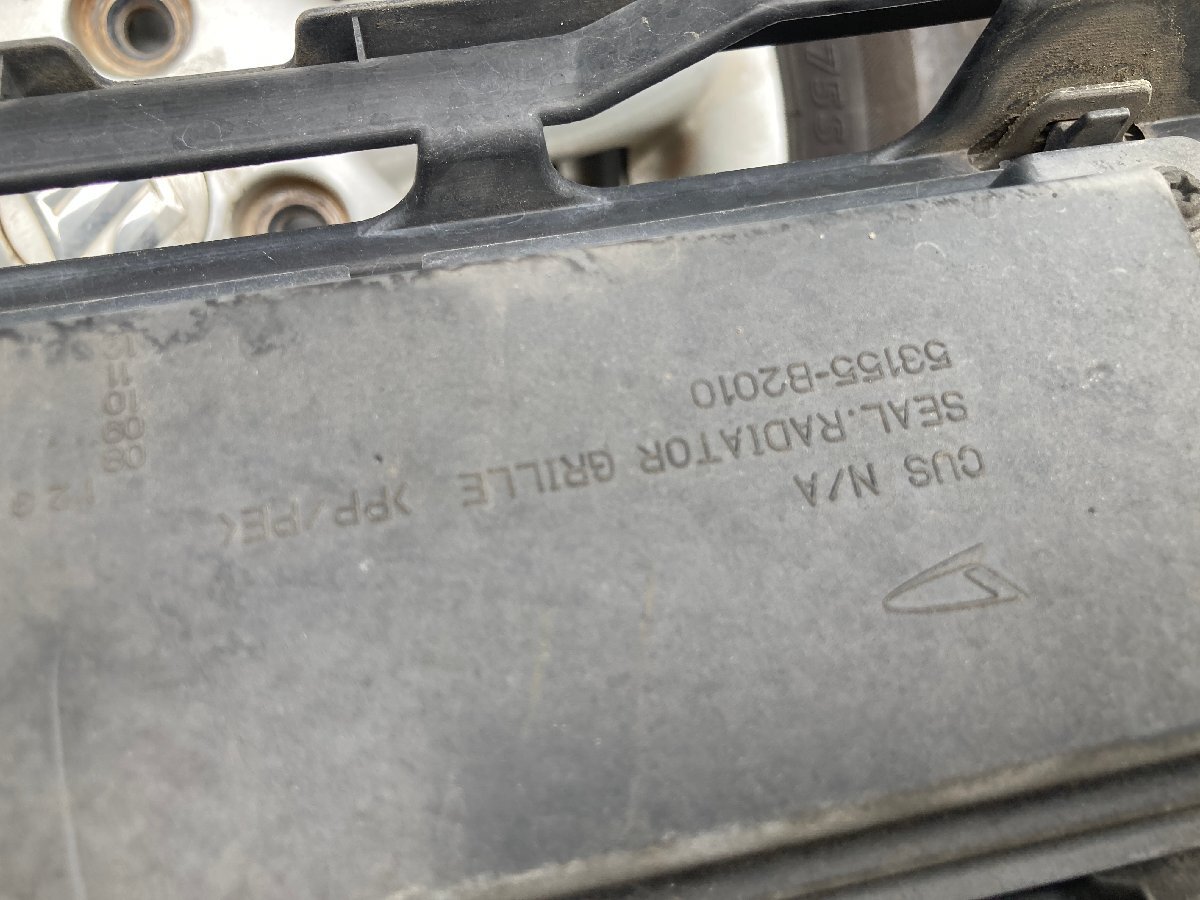 CUS N/A
SEAL.RADIATOR GRILLE >PP/PE<
53155-B2010